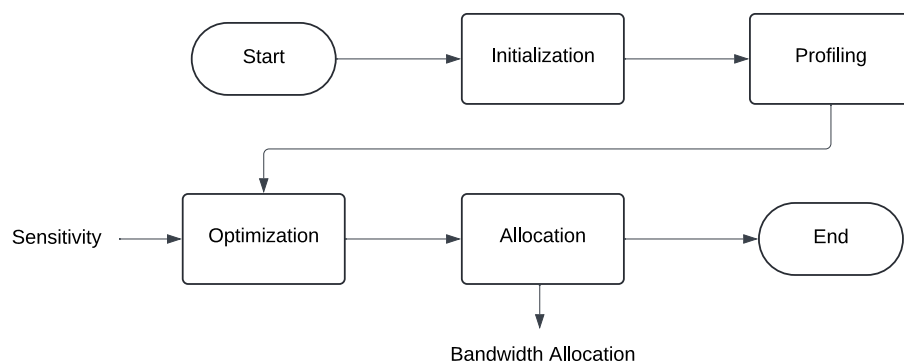 Start
Initialization
Profiling
Sensitivity
Optimization
Allocation
End
Bandwidth Allocation